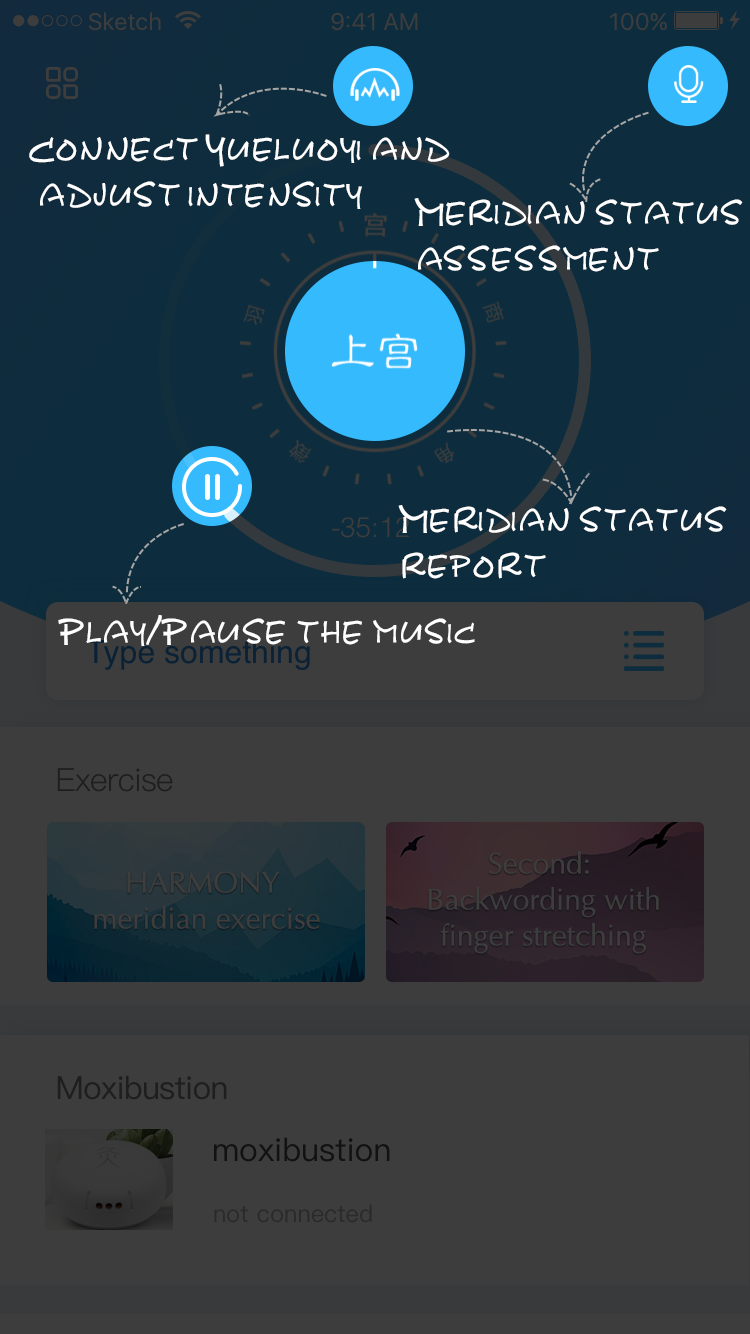 Sketch
9:41 AM
100%
CONNECT YUELUOYI AND
ADJUST INTENSITY
MERIDIAN STATUS
ASSESSMENT
宫
羽
商
上宫
徵
角
MERIDIAN STATUS
REPORT
-35:12
PLAY/PAUSE THE MUSIC
Type something
Exercise
HARMONY
meridian exercise
Second:
Backwording with
finger stretching
Moxibustion
moxibustion
not connected